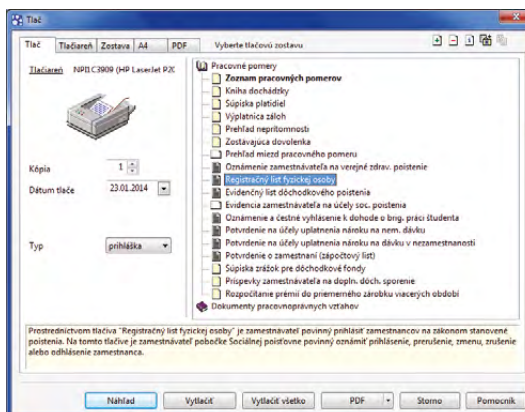 Tlač
Tlač Tlačiareň Zostava A4 PDF Vyberte tlačovú zostavu
Tlačiareň NPI1C3909 (HP LaserJet P20
Kópia 1
Dátum tlače 23.01.2014
Typ prihláška
Pracovné pomery
Zoznam pracovných pomerov
Kniha dochádzky
Súpiska platidiel
Výplatnica záloh
Prehľad neprítomnosti
Zostávajúca dovolenka
Prehľad miezd pracovného pomeru
Oznámenie zamestnávateľa na verejné zdrav. poistenie
Registračný list fyzickej osoby
Evidenčný list dôchodkového poistenia
Evidencia zamestnávateľa na účely soc. poistenia
Oznámenie a čestné vyhlásenie k dohode o brig. práci študenta
Potvrdenie na účely uplatnenia nároku na nem. dávku
Potvrdenie na účely uplatnenia nároku na dávku v nezamestnanosti
Potvrdenie o zamestnaní (zápočtový list)
Súpiska zrážok pre dôchodkové fondy
Príspevky zamestnávateľa na dopln. dôch. sporenie
Rozpočítanie prémií do priemerného zárobku viacerých období
Dokumenty pracovnoprávnych vzťahov
Prostredníctvom tlačiva "Registračný list fyzickej osoby" je zamestnávateľ povinný prihlásiť zamestnancov na zákonom stanovené
poistenia. Na tomto tlačive je zamestnávateľ pobočke Sociálnej poisťovne povinný oznámiť prihlásenie, prerušenie, zmenu, zrušenie
alebo odhlásenie zamestnanca.
Náhľad Vytlačiť Vytlačiť všetko PDF Storno Pomocník